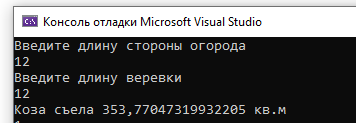 Консоль отладки Microsoft Visual Studio
Введите длину стороны огорода
12
Введите длину веревки
12
Коза съела 353,77047319932205 кв.м